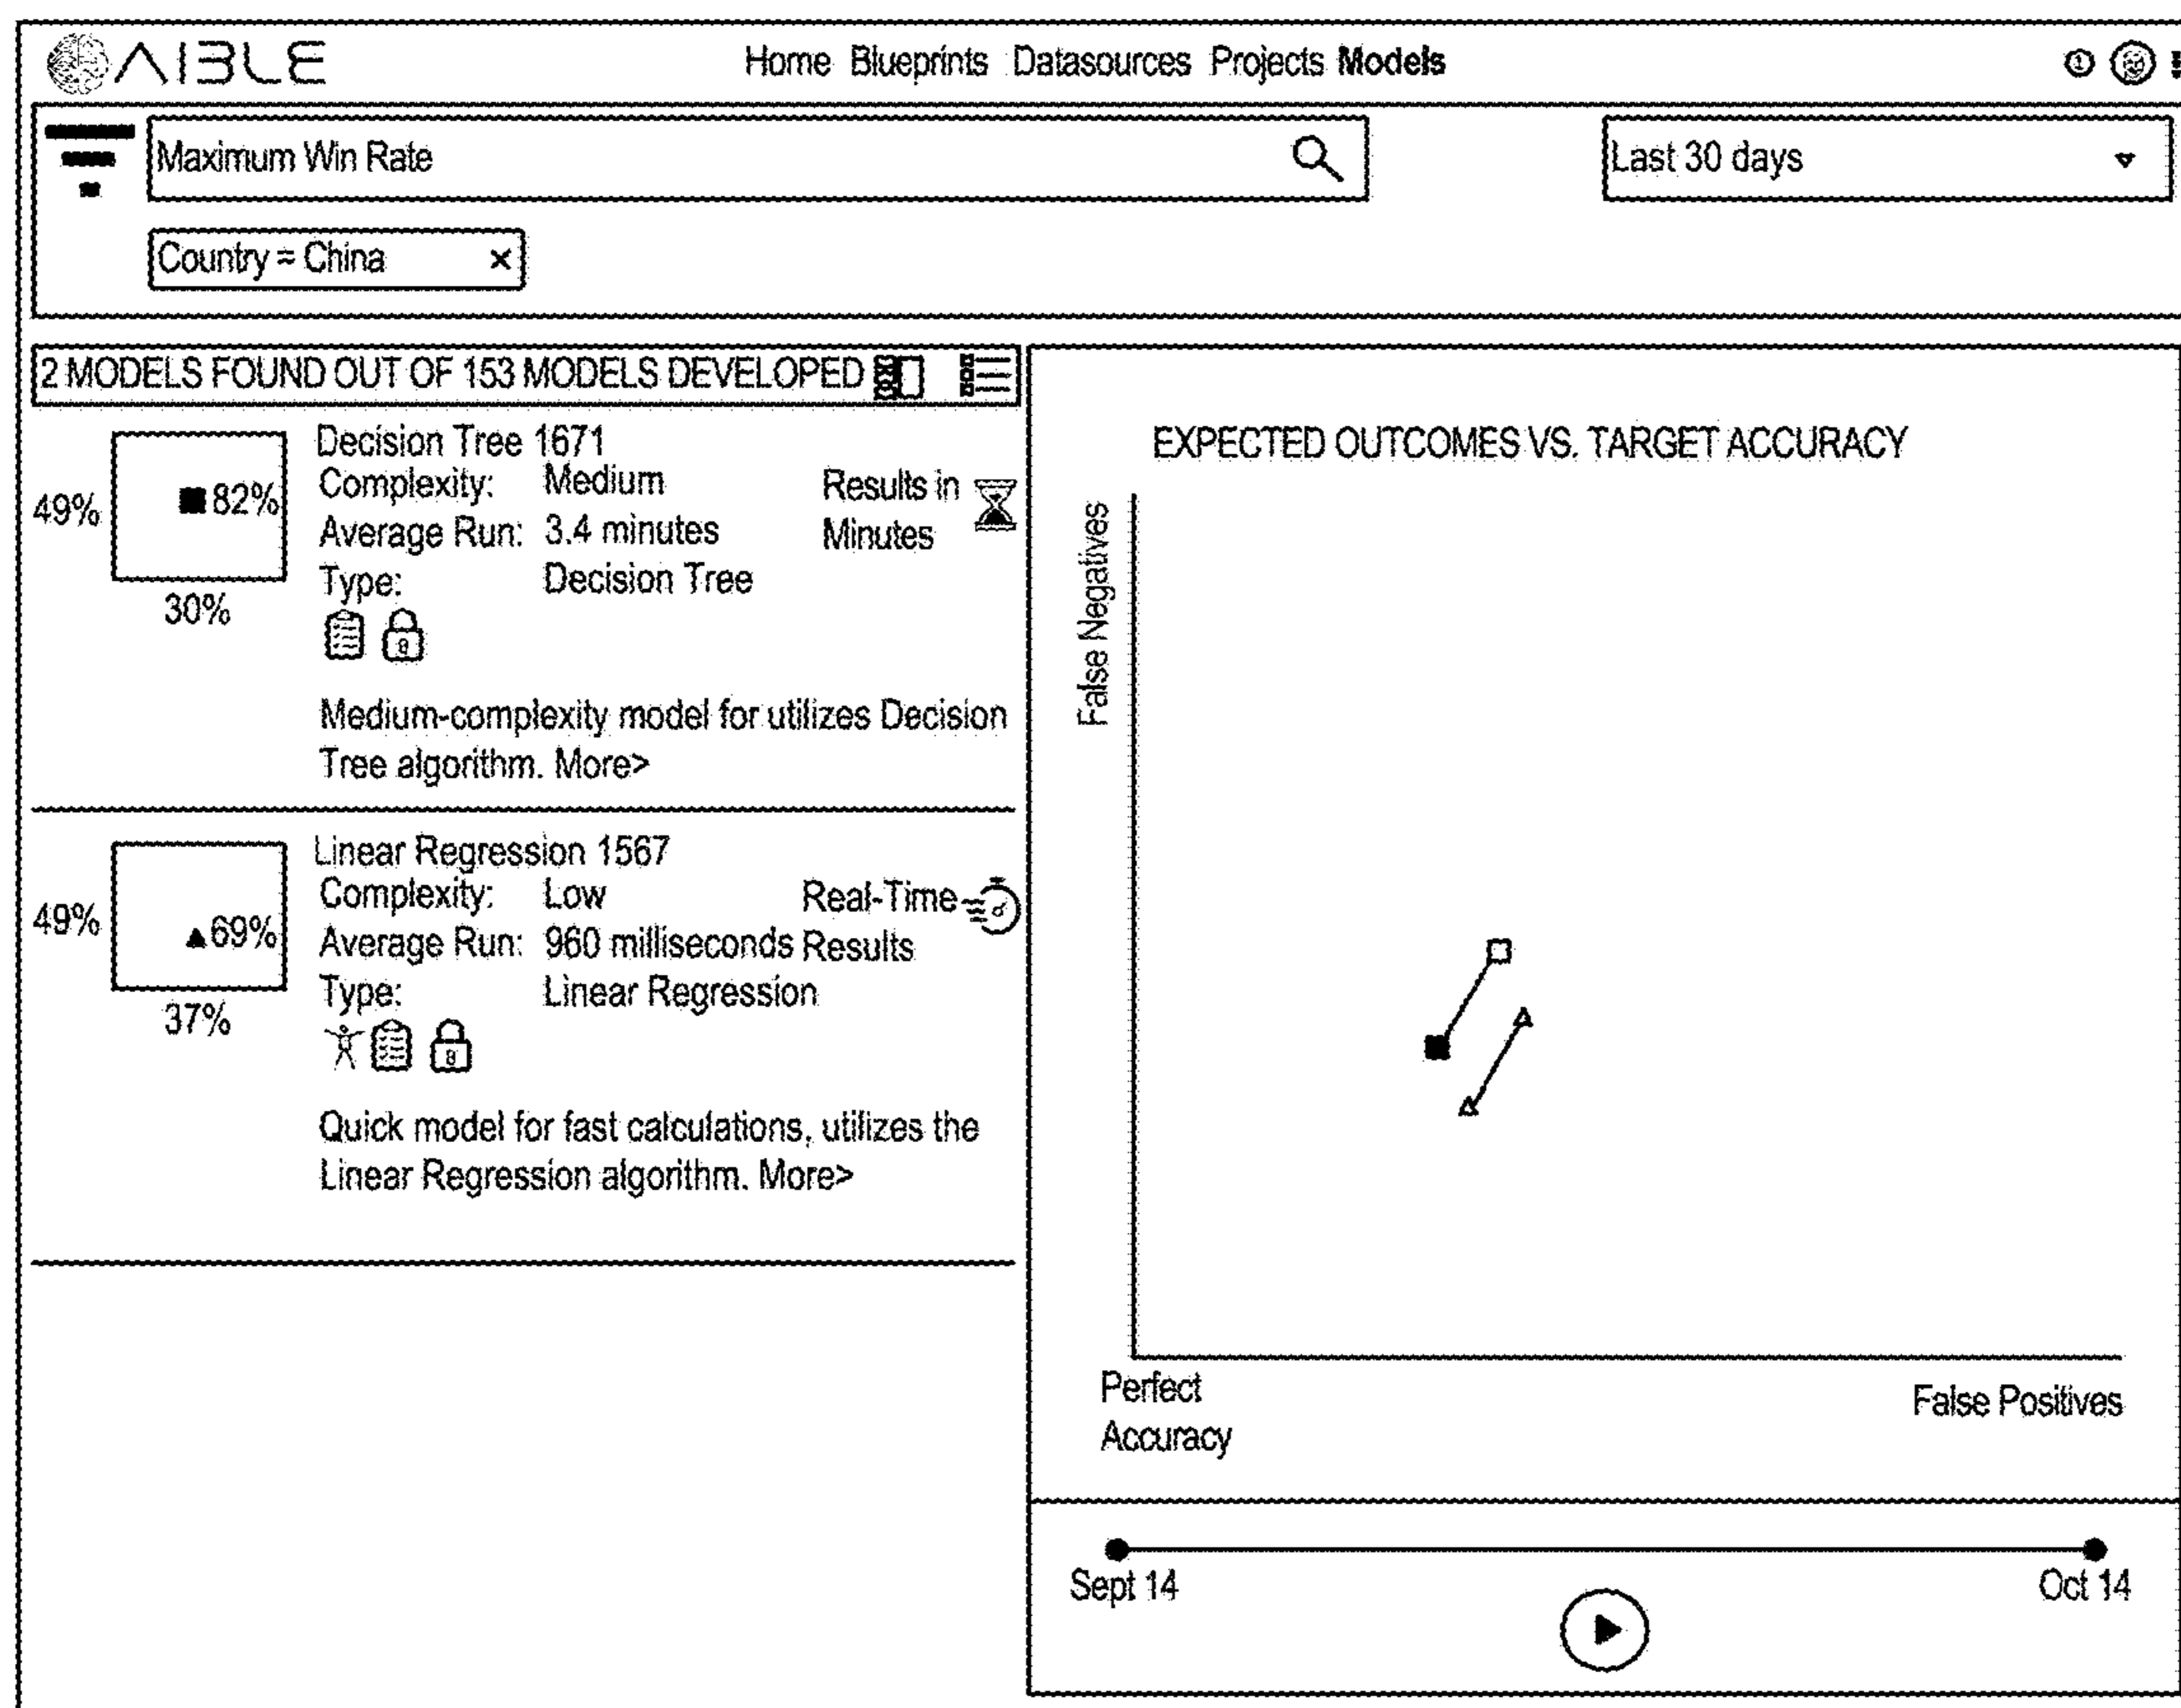 AIBLE
Home Blueprints Datasources Projects Models
Maximum Win Rate
Last 30 days
Country = China ×
2 MODELS FOUND OUT OF 153 MODELS DEVELOPED
Decision Tree 1671
49%
82%
30%
Complexity: Medium
Average Run: 3.4 minutes
Type: Decision Tree
Results in
Minutes
Medium-complexity model for utilizes Decision
Tree algorithm. More>
Linear Regression 1567
49%
69%
37%
Complexity: Low
Average Run: 960 milliseconds
Type: Linear Regression
Real-Time
Results
Quick model for fast calculations, utilizes the
Linear Regression algorithm. More>
EXPECTED OUTCOMES VS. TARGET ACCURACY
False Negatives
Perfect
Accuracy
False Positives
Sept 14
Oct 14